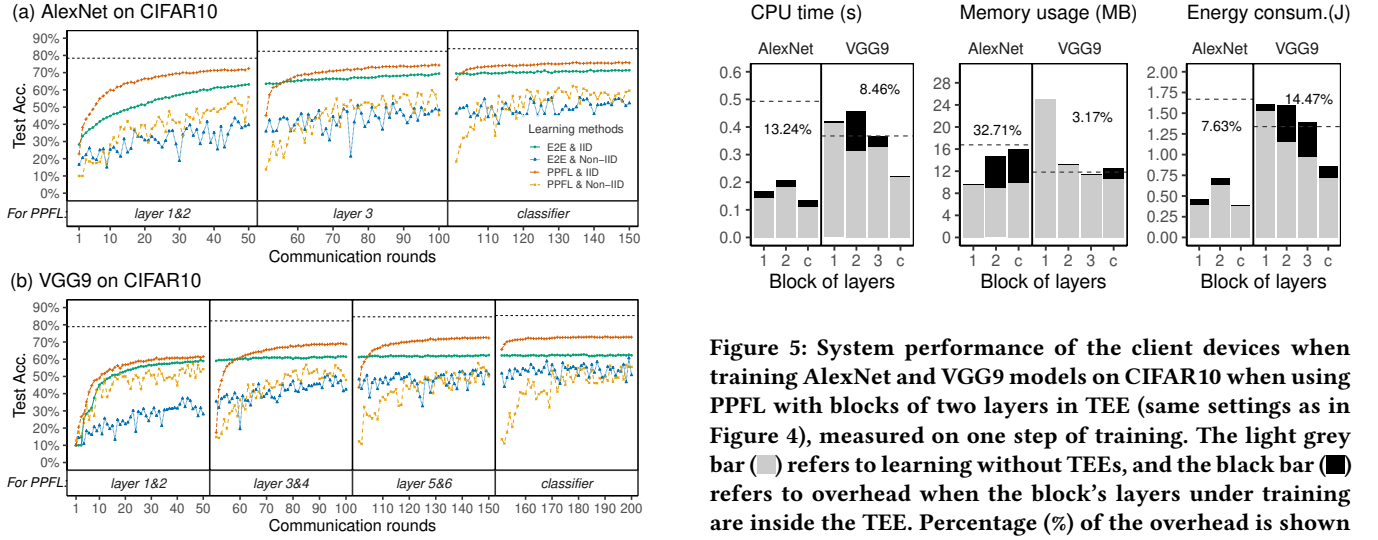 (a) AlexNet on CIFAR10
90%
80%
70%
60%
50%
40%
30%
20%
10%
0%
Test Acc.
Learning methods
E2E & IID
E2E & Non−IID
PPFL & IID
PPFL & Non−IID
For PPFL: layer 1&2 layer 3 classifier
1 10 20 30 40 50 60 70 80 90 100 110 120 130 140 150
Communication rounds
(b) VGG9 on CIFAR10
90%
80%
70%
60%
50%
40%
30%
20%
10%
0%
Test Acc.
For PPFL: layer 1&2 layer 3&4 layer 5&6 classifier
1 10 20 30 40 50 60 70 80 90 100 110 120 130 140 150 160 170 180 190 200
Communication rounds
CPU time (s)
AlexNet VGG9
0.6
0.5
0.4
0.3
0.2
0.1
0.0
13.24%
8.46%
1 2 c 1 2 3 c
Block of layers
Memory usage (MB)
AlexNet VGG9
28
24
20
16
12
8
4
0
32.71%
3.17%
1 2 c 1 2 3 c
Block of layers
Energy consum.(J)
AlexNet VGG9
2.00
1.75
1.50
1.25
1.00
0.75
0.50
0.25
0.00
7.63%
14.47%
1 2 c 1 2 3 c
Block of layers
Figure 5: System performance of the client devices when
training AlexNet and VGG9 models on CIFAR10 when using
PPFL with blocks of two layers in TEE (same settings as in
Figure 4), measured on one step of training. The light grey
bar ( ) refers to learning without TEEs, and the black bar ( )
refers to overhead when the block's layers under training
are inside the TEE. Percentage (%) of the overhead is shown